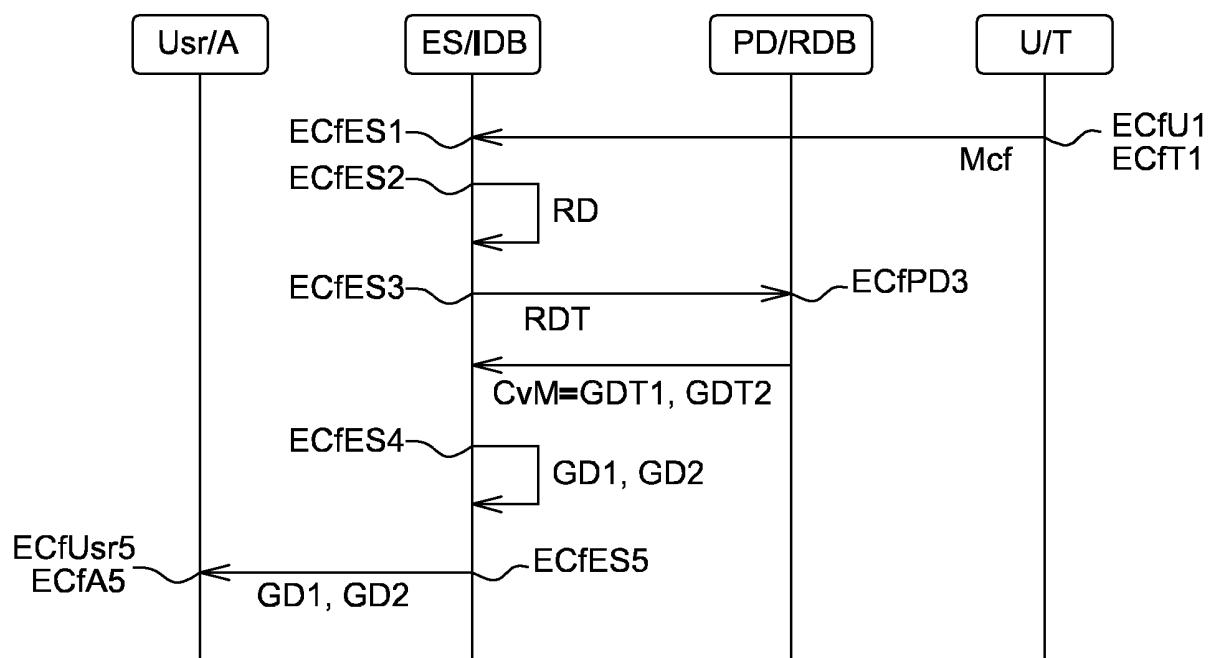 Usr/A
ES/IDB
PD/RDB
U/T
ECfES1
ECfU1
Mcf
ECfT1
ECfES2
RD
ECfES3
ECfPD3
RDT
CvM=GDT1, GDT2
ECfES4
GD1, GD2
ECfUsr5
ECfES5
ECfA5
GD1, GD2